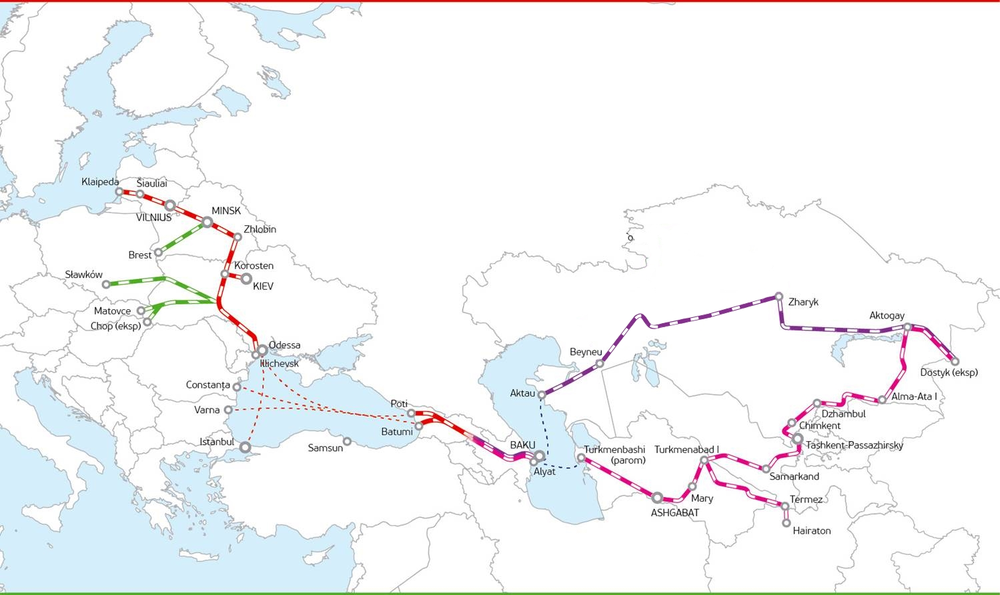 Klaipeda
Šiauliai
VILNIUS
MINSK
Zhlobin
Brest
Korosten
KIEV
Sławków
Matovce
Chop (eksp)
Odessa
Illichevsk
Constanța
Varna
Istanbul
Samsun
Poti
Batumi
BAKU
Alyat
Aktau
Beyneu
Zharyk
Aktogay
Dostyk (eksp)
Alma-Ata I
Dzhambul
Chimkent
Tashkent-Passazhirsky
Samarkand
Turkmenbashi
(parom)
Turkmenabad I
Mary
ASHGABAT
Termez
Hairaton